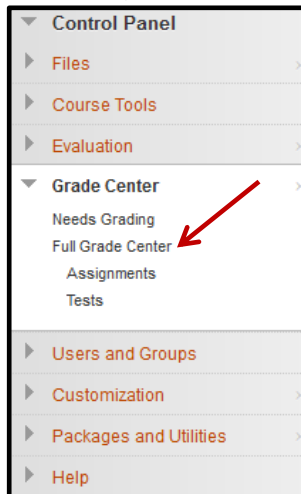 Control Panel
Files
Course Tools
Evaluation
Grade Center
Needs Grading
Full Grade Center
Assignments
Tests
Users and Groups
Customization
Packages and Utilities
Help